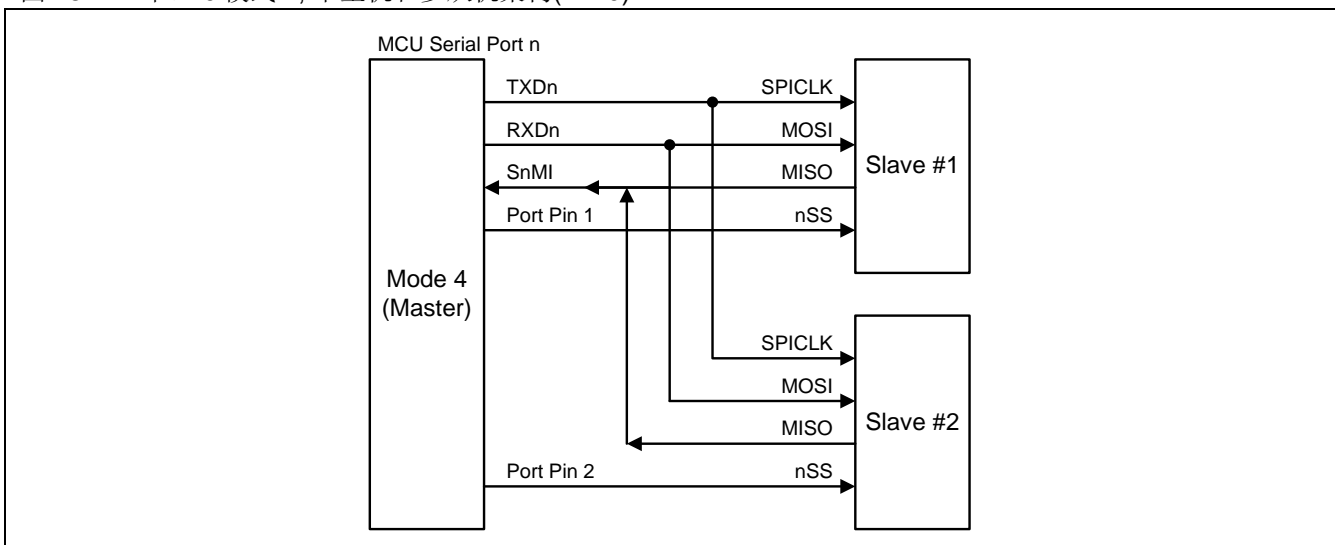 MCU Serial Port n
TXDn SPICLK
RXDn MOSI
SnMI MISO
Slave #1
Port Pin 1 nSS
Mode 4
(Master)
SPICLK
MOSI
MISO
Slave #2
Port Pin 2 nSS